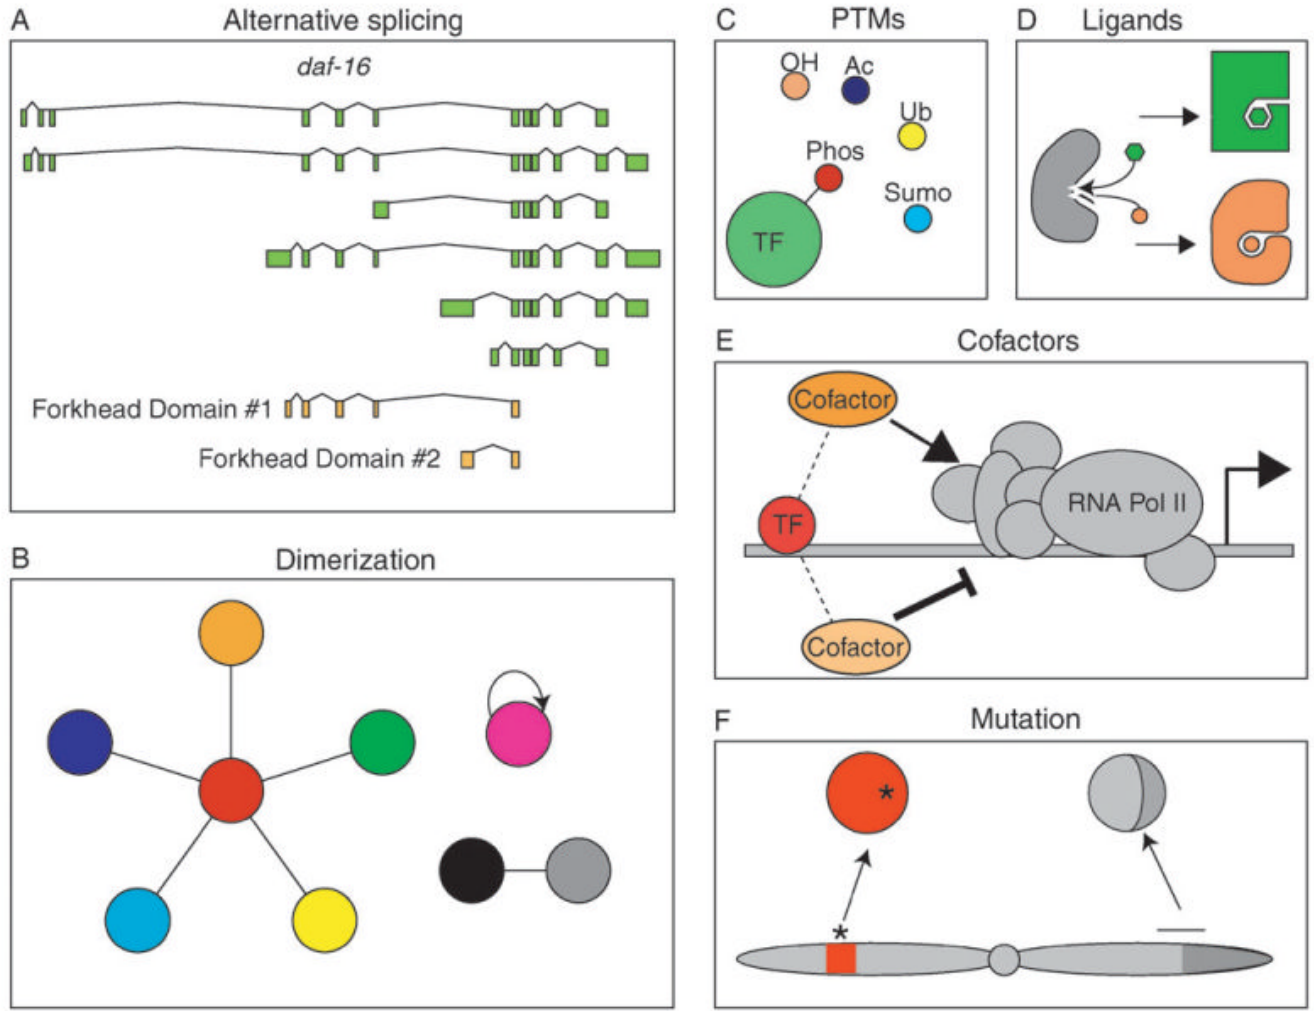 A Alternative splicing
daf-16
Forkhead Domain #1
Forkhead Domain #2
B Dimerization
C PTMs
OH
Ac
Ub
Phos
Sumo
TF
D Ligands
E Cofactors
Cofactor
RNA Pol II
TF
Cofactor
F Mutation
*
*